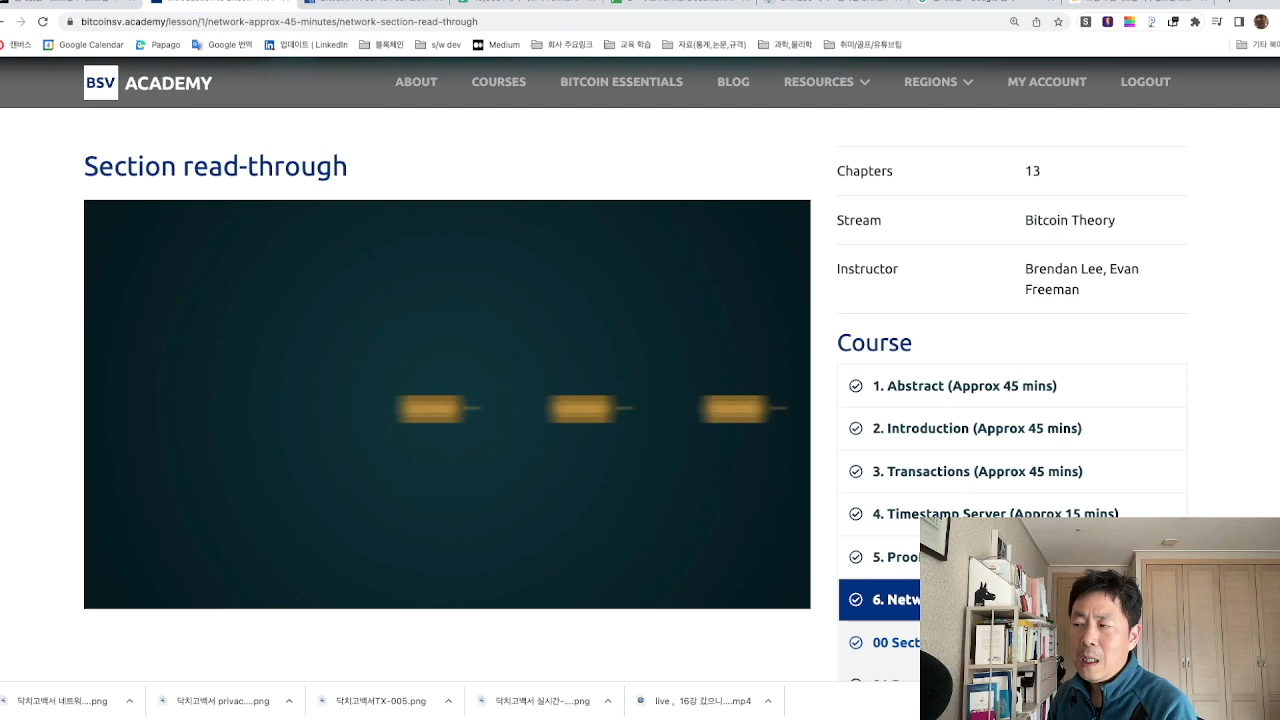 bitcoinsv.academy/lesson/1/network-approx-45-minutes/network-section-read-through
캔버스 Google Calendar Papago Google 번역 업데이트 | LinkedIn 블록체인 s/w dev Medium 회사 주요링크 교육 학습 자료(통계,논문,규격) 과학,물리학 취미/골프/유튜브팁 기타 북마
BSV ACADEMY ABOUT COURSES BITCOIN ESSENTIALS BLOG RESOURCES REGIONS MY ACCOUNT LOGOUT
Section read-through
Chapters 13
Stream Bitcoin Theory
Instructor Brendan Lee, Evan
Freeman
Course
1. Abstract (Approx 45 mins)
2. Introduction (Approx 45 mins)
3. Transactions (Approx 45 mins)
4. Timestamp Server (Approx 15 mins)
5. Proo
6. Netw
00 Sect
닥치고백서 네트워....png 닥치고백서 privac....png 닥치고백서TX-005.png 닥치고백서 실시간-....png live , 16강 갔으니....mp4